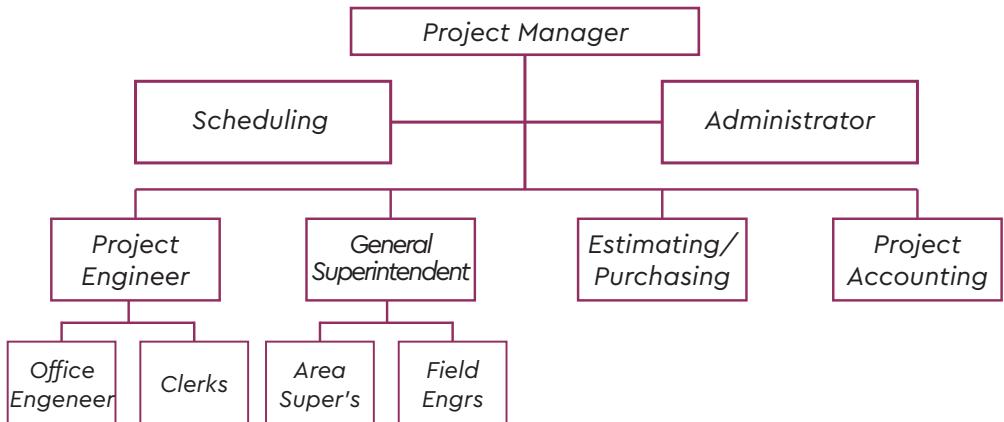 Project Manager
Scheduling
Administrator
Project
Engineer
General
Superintendent
Estimating/
Purchasing
Project
Accounting
Office
Engeneer
Clerks
Area
Super's
Field
Engrs